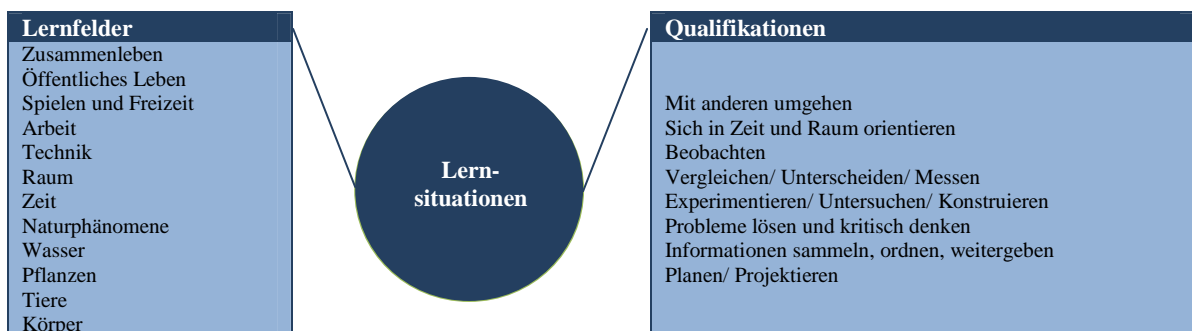 Lernfelder
Zusammenleben
Öffentliches Leben
Spielen und Freizeit
Arbeit
Technik
Raum
Zeit
Naturphänomene
Wasser
Pflanzen
Tiere
Körper
Lern-
situationen
Qualifikationen
Mit anderen umgehen
Sich in Zeit und Raum orientieren
Beobachten
Vergleichen/ Unterscheiden/ Messen
Experimentieren/ Untersuchen/ Konstruieren
Probleme lösen und kritisch denken
Informationen sammeln, ordnen, weitergeben
Planen/ Projektieren